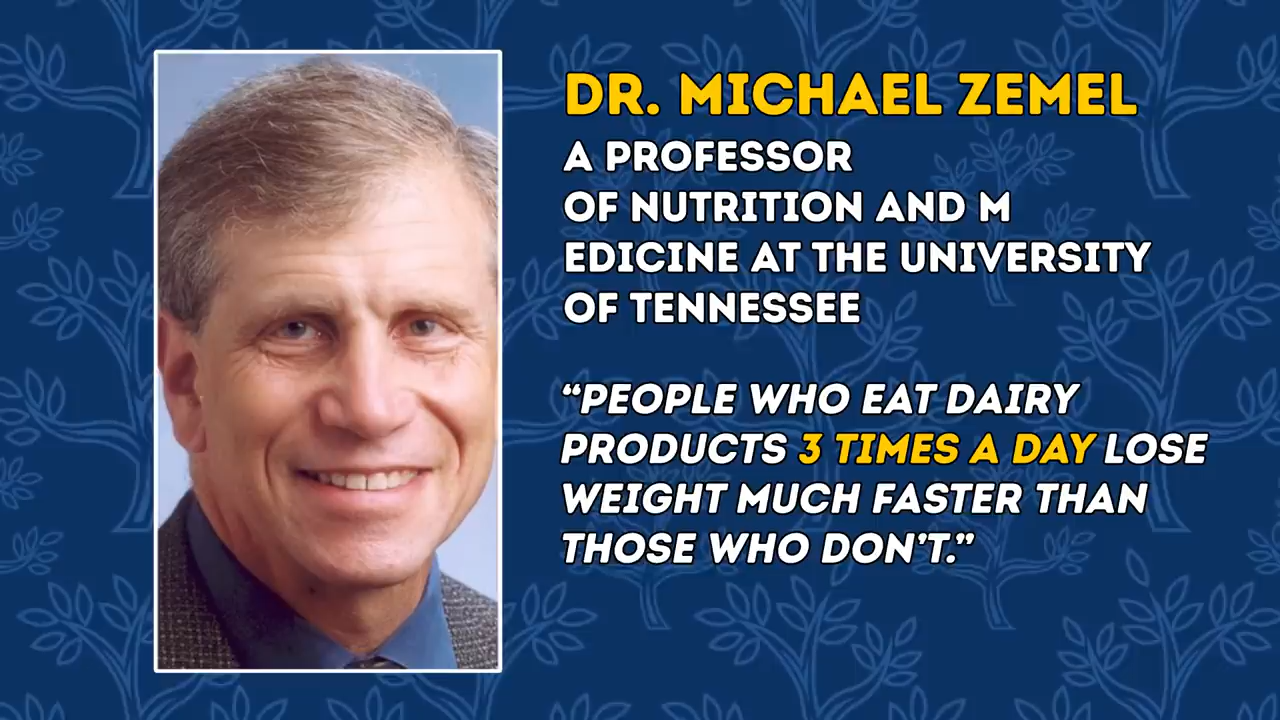 DR. MICHAEL ZEMEL
A PROFESSOR
OF NUTRITION AND M
EDICINE AT THE UNIVERSITY
OF TENNESSEE
“PEOPLE WHO EAT DAIRY
PRODUCTS 3 TIMES A DAY LOSE
WEIGHT MUCH FASTER THAN
THOSE WHO DON’T.”